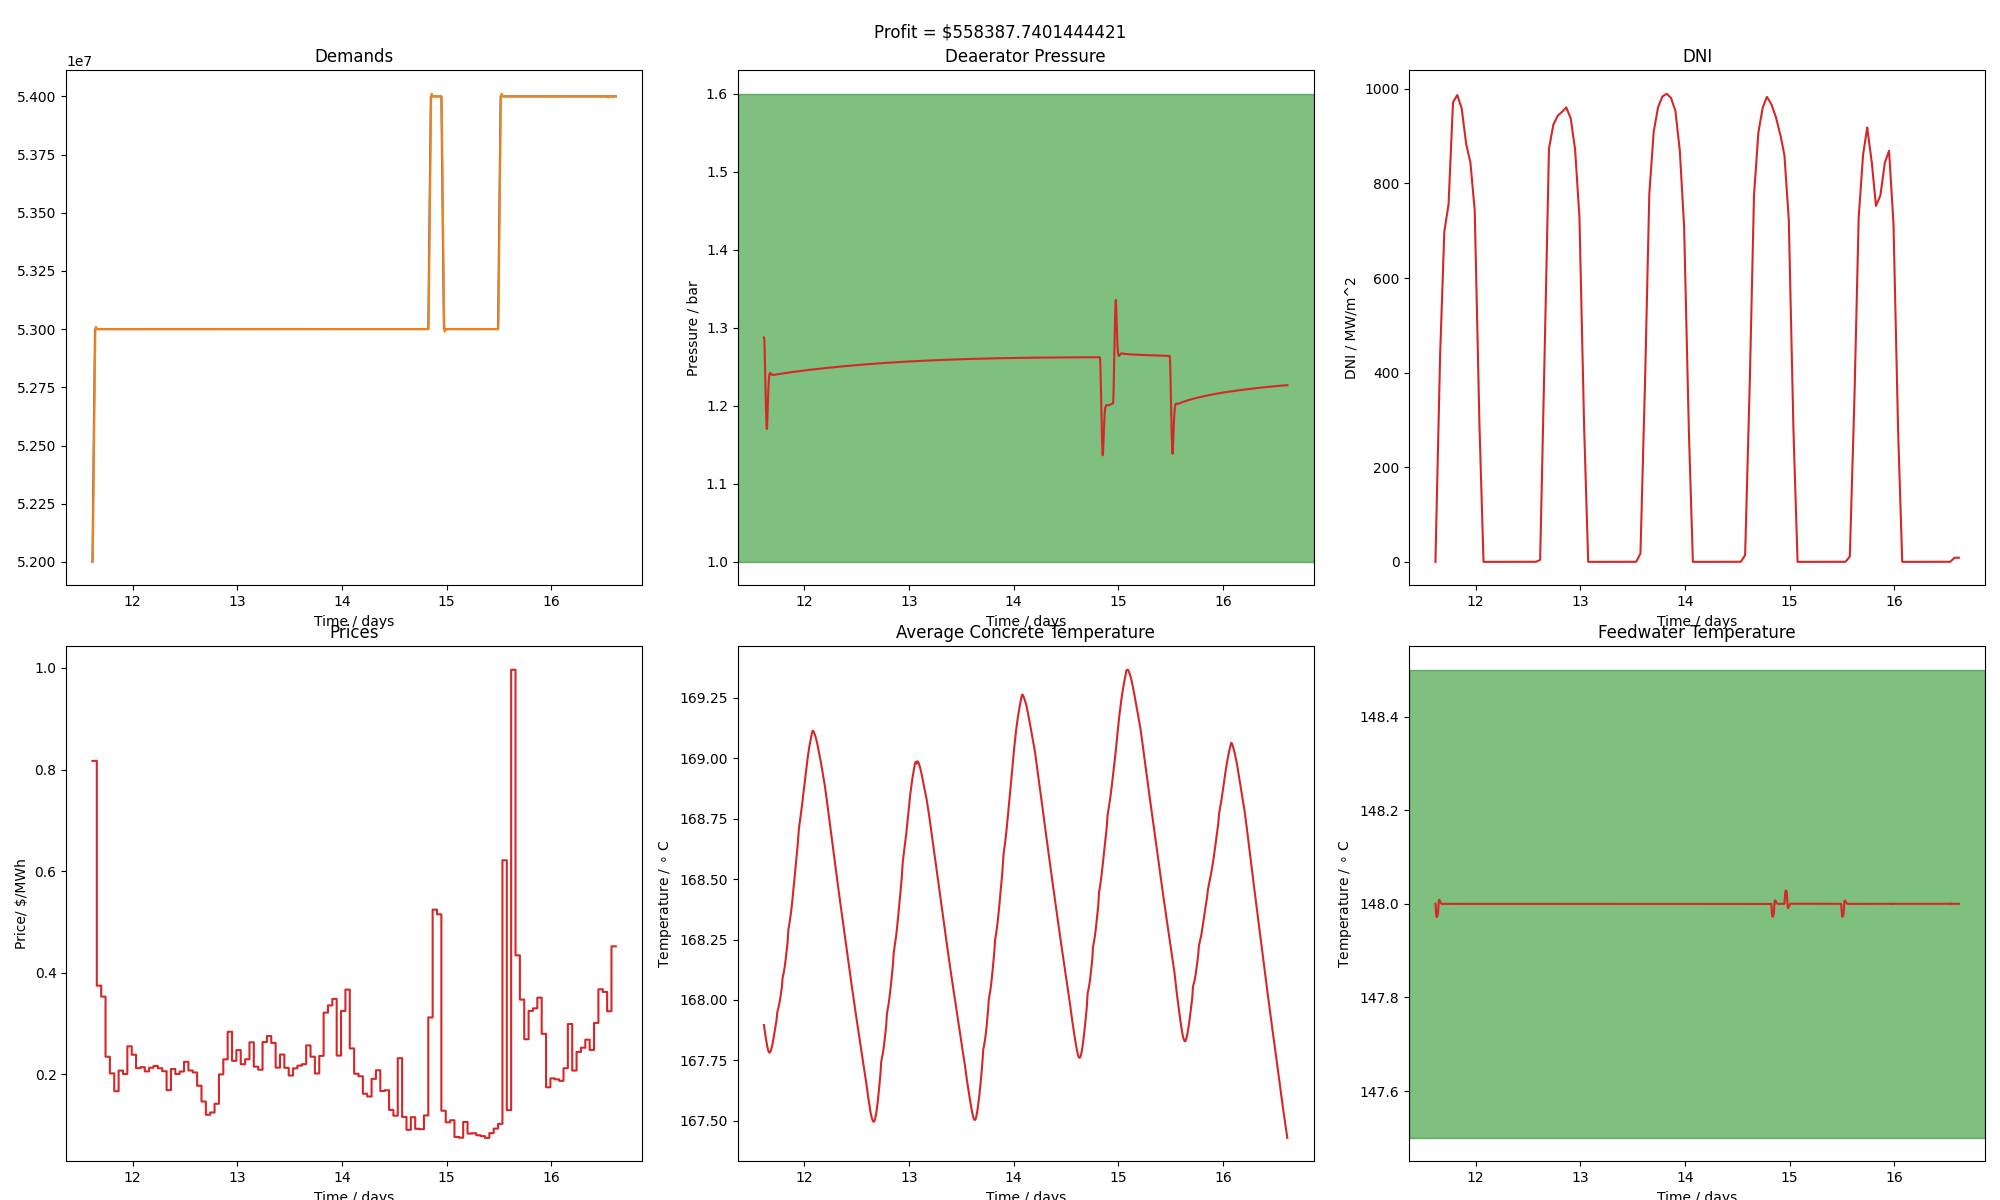 Profit = $558387.7401444421
Demands
1e7
5.400
5.375
5.350
5.325
5.300
5.275
5.250
5.225
5.200
12 13 14 15 16
Time / days
Deaerator Pressure
Pressure / bar
1.6
1.5
1.4
1.3
1.2
1.1
1.0
12 13 14 15 16
Time / days
DNI
DNI / MW/m^2
1000
800
600
400
200
0
12 13 14 15 16
Time / days
Prices
Price/ $/MWh
1.0
0.8
0.6
0.4
0.2
12 13 14 15 16
Time / days
Average Concrete Temperature
Temperature / ∘ C
169.25
169.00
168.75
168.50
168.25
168.00
167.75
167.50
12 13 14 15 16
Time / days
Feedwater Temperature
Temperature / ∘ C
148.4
148.2
148.0
147.8
147.6
12 13 14 15 16
Time / days